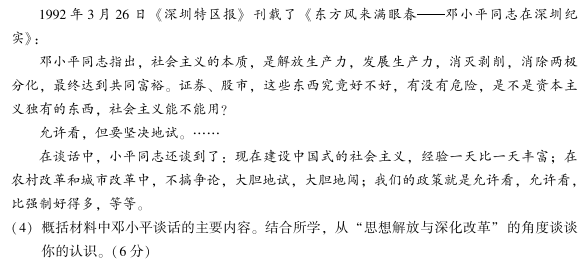 1992 年 3 月 26 日《深圳特区报》刊载了《东方风来满眼春——邓小平同志在深圳纪
实》：
邓小平同志指出，社会主义的本质，是解放生产力，发展生产力，消灭剥削，消除两极
分化，最终达到共同富裕。证券、股市，这些东西究竟好不好，有没有危险，是不是资本主
义独有的东西，社会主义能不能用？
允许看，但要坚决地试。……
在谈话中，小平同志还谈到了：现在建设中国式的社会主义，经验一天比一天丰富；在
农村改革和城市改革中，不搞争论，大胆地试，大胆地闯；我们的政策就是允许看，允许看，
比强制好得多，等等。
(4) 概括材料中邓小平谈话的主要内容。结合所学，从“思想解放与深化改革”的角度谈谈
你的认识。(6 分)